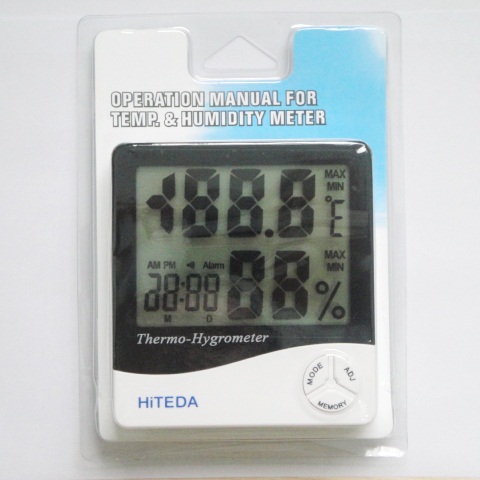 OPERATION MANUAL FOR
TEMP. & HUMIDITY METER
MAX
MIN
188.8 °E
MAX
MIN
AM PM Alarm
88:88 88 %
M D
Thermo-Hygrometer
HiTEDA
MODE ADJ
MEMORY